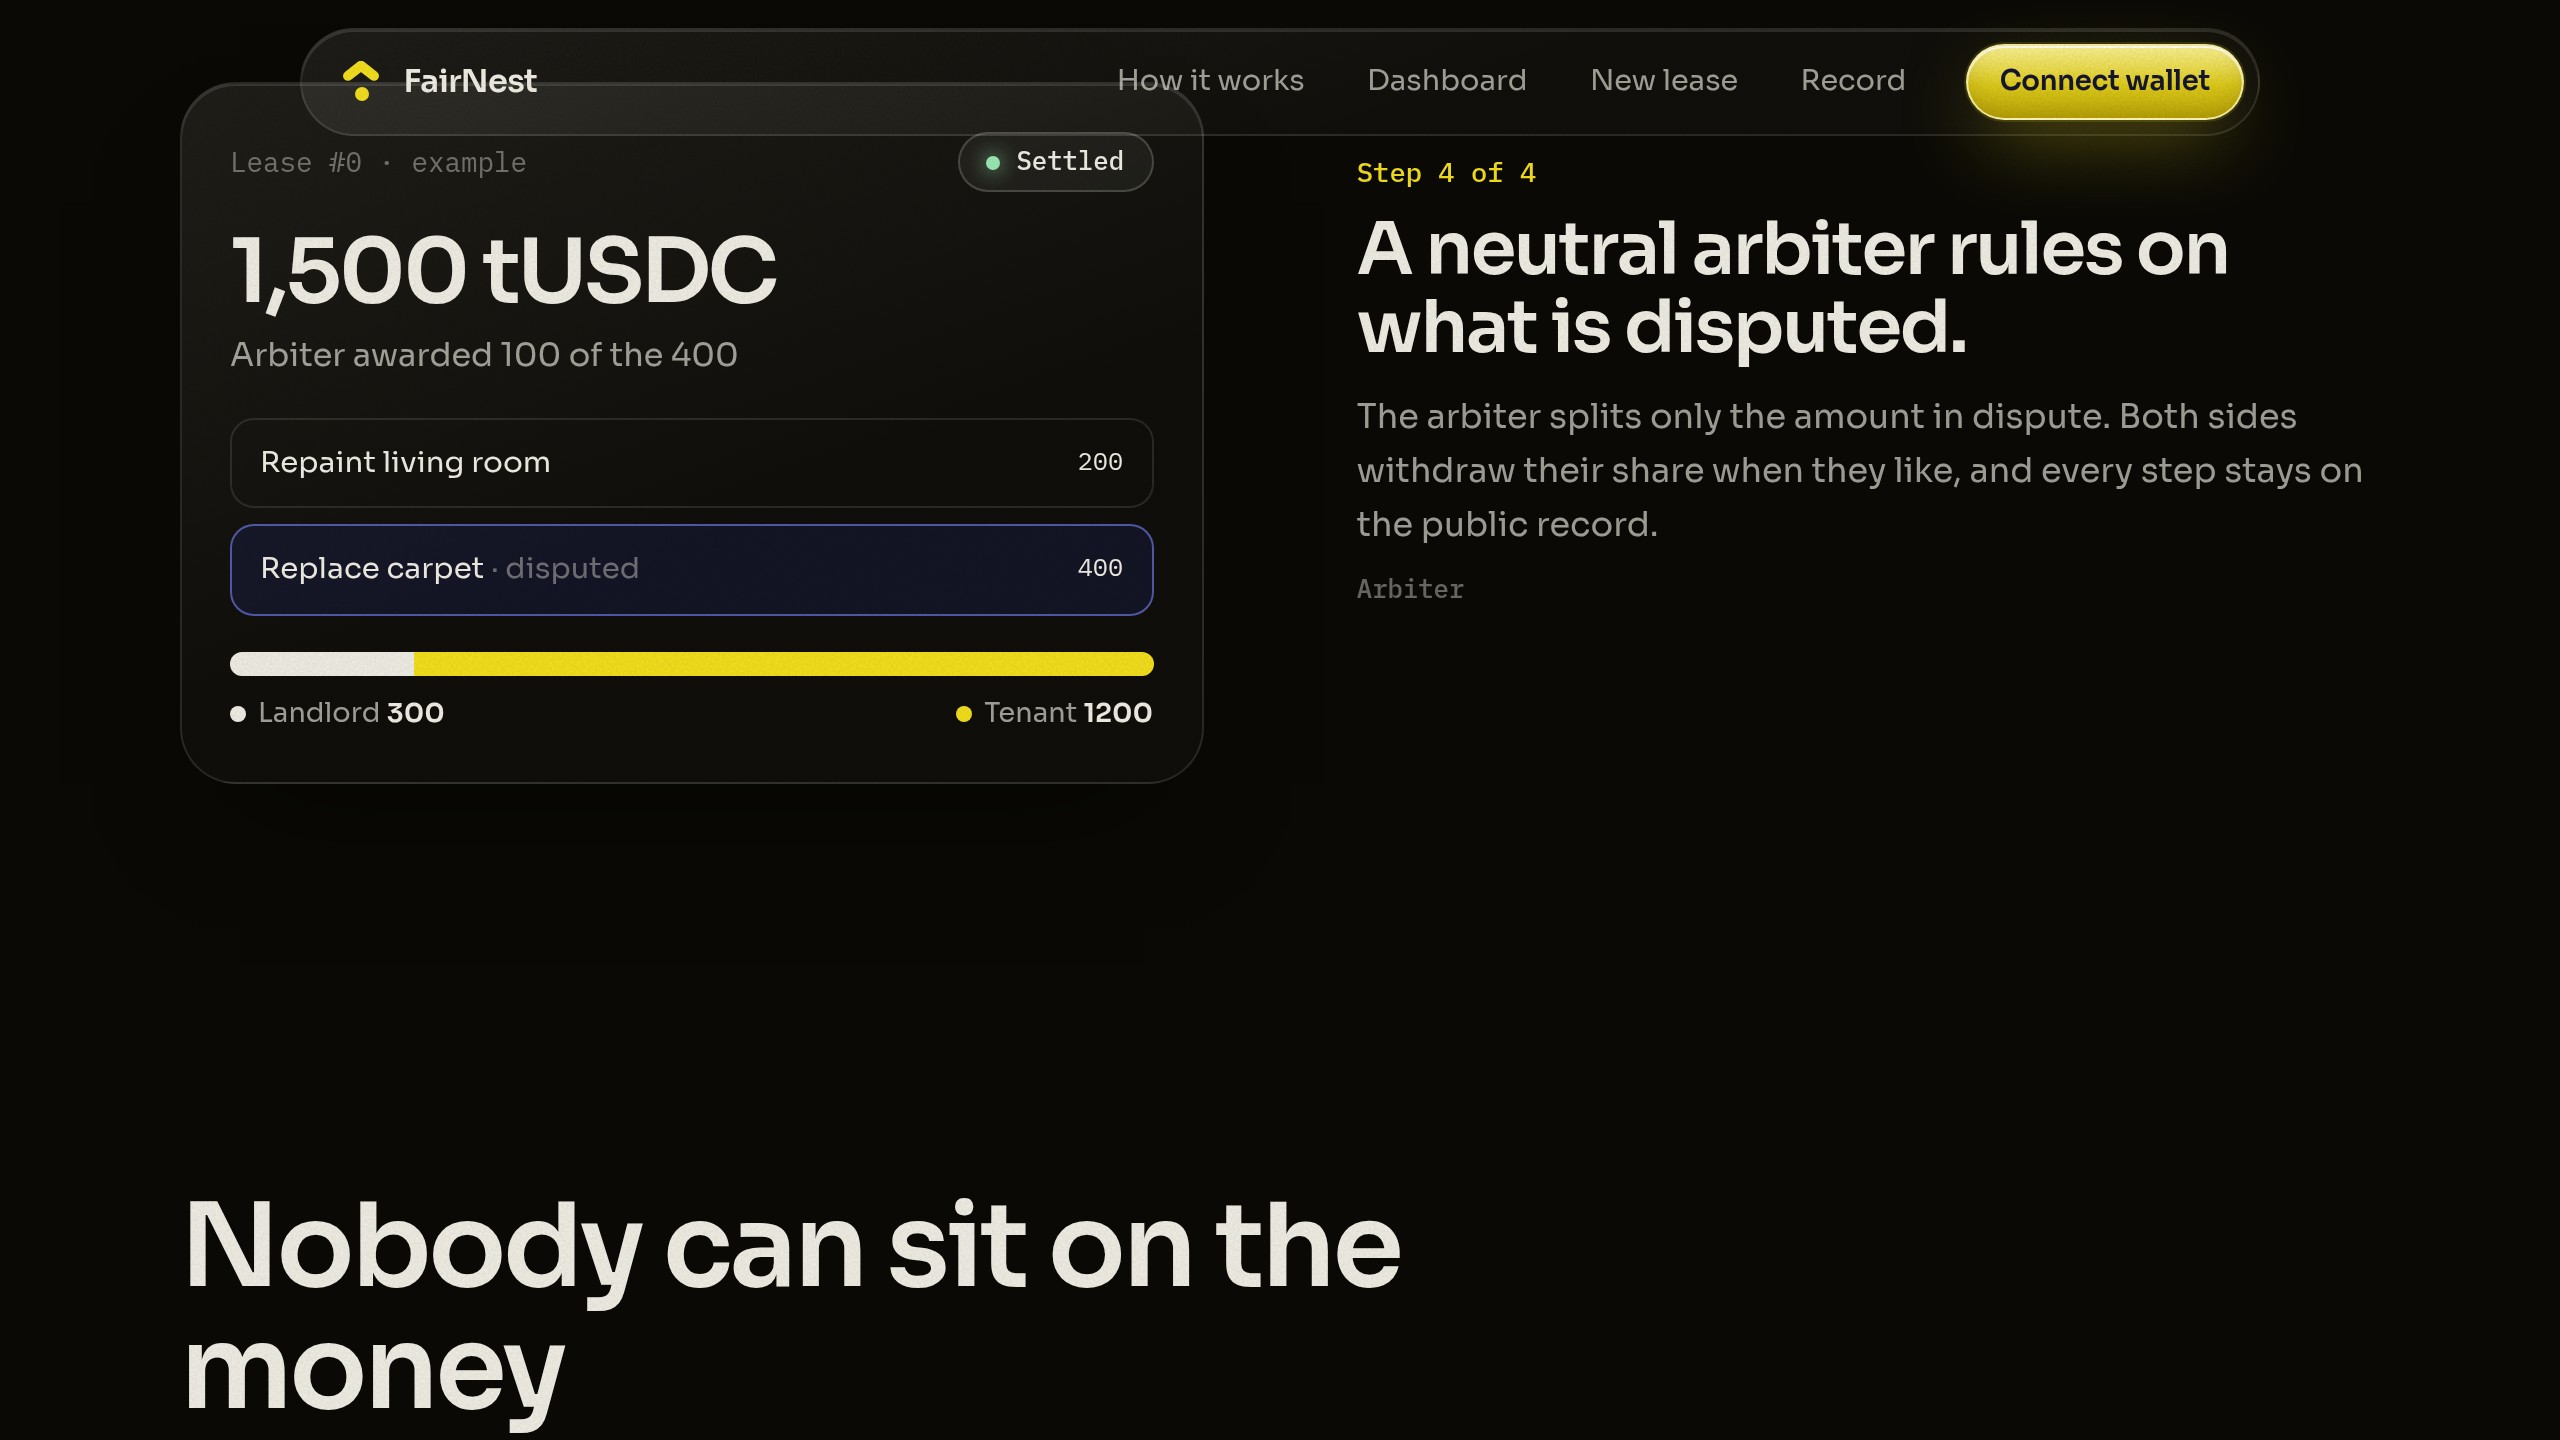 FairNest
How it works
Dashboard
New lease
Record
Connect wallet
Lease #0 · example
Settled
1,500 tUSDC
Arbiter awarded 100 of the 400
Repaint living room 200
Replace carpet · disputed 400
Landlord 300
Tenant 1200
Step 4 of 4
A neutral arbiter rules on
what is disputed.
The arbiter splits only the amount in dispute. Both sides
withdraw their share when they like, and every step stays on
the public record.
Arbiter
Nobody can sit on the
money